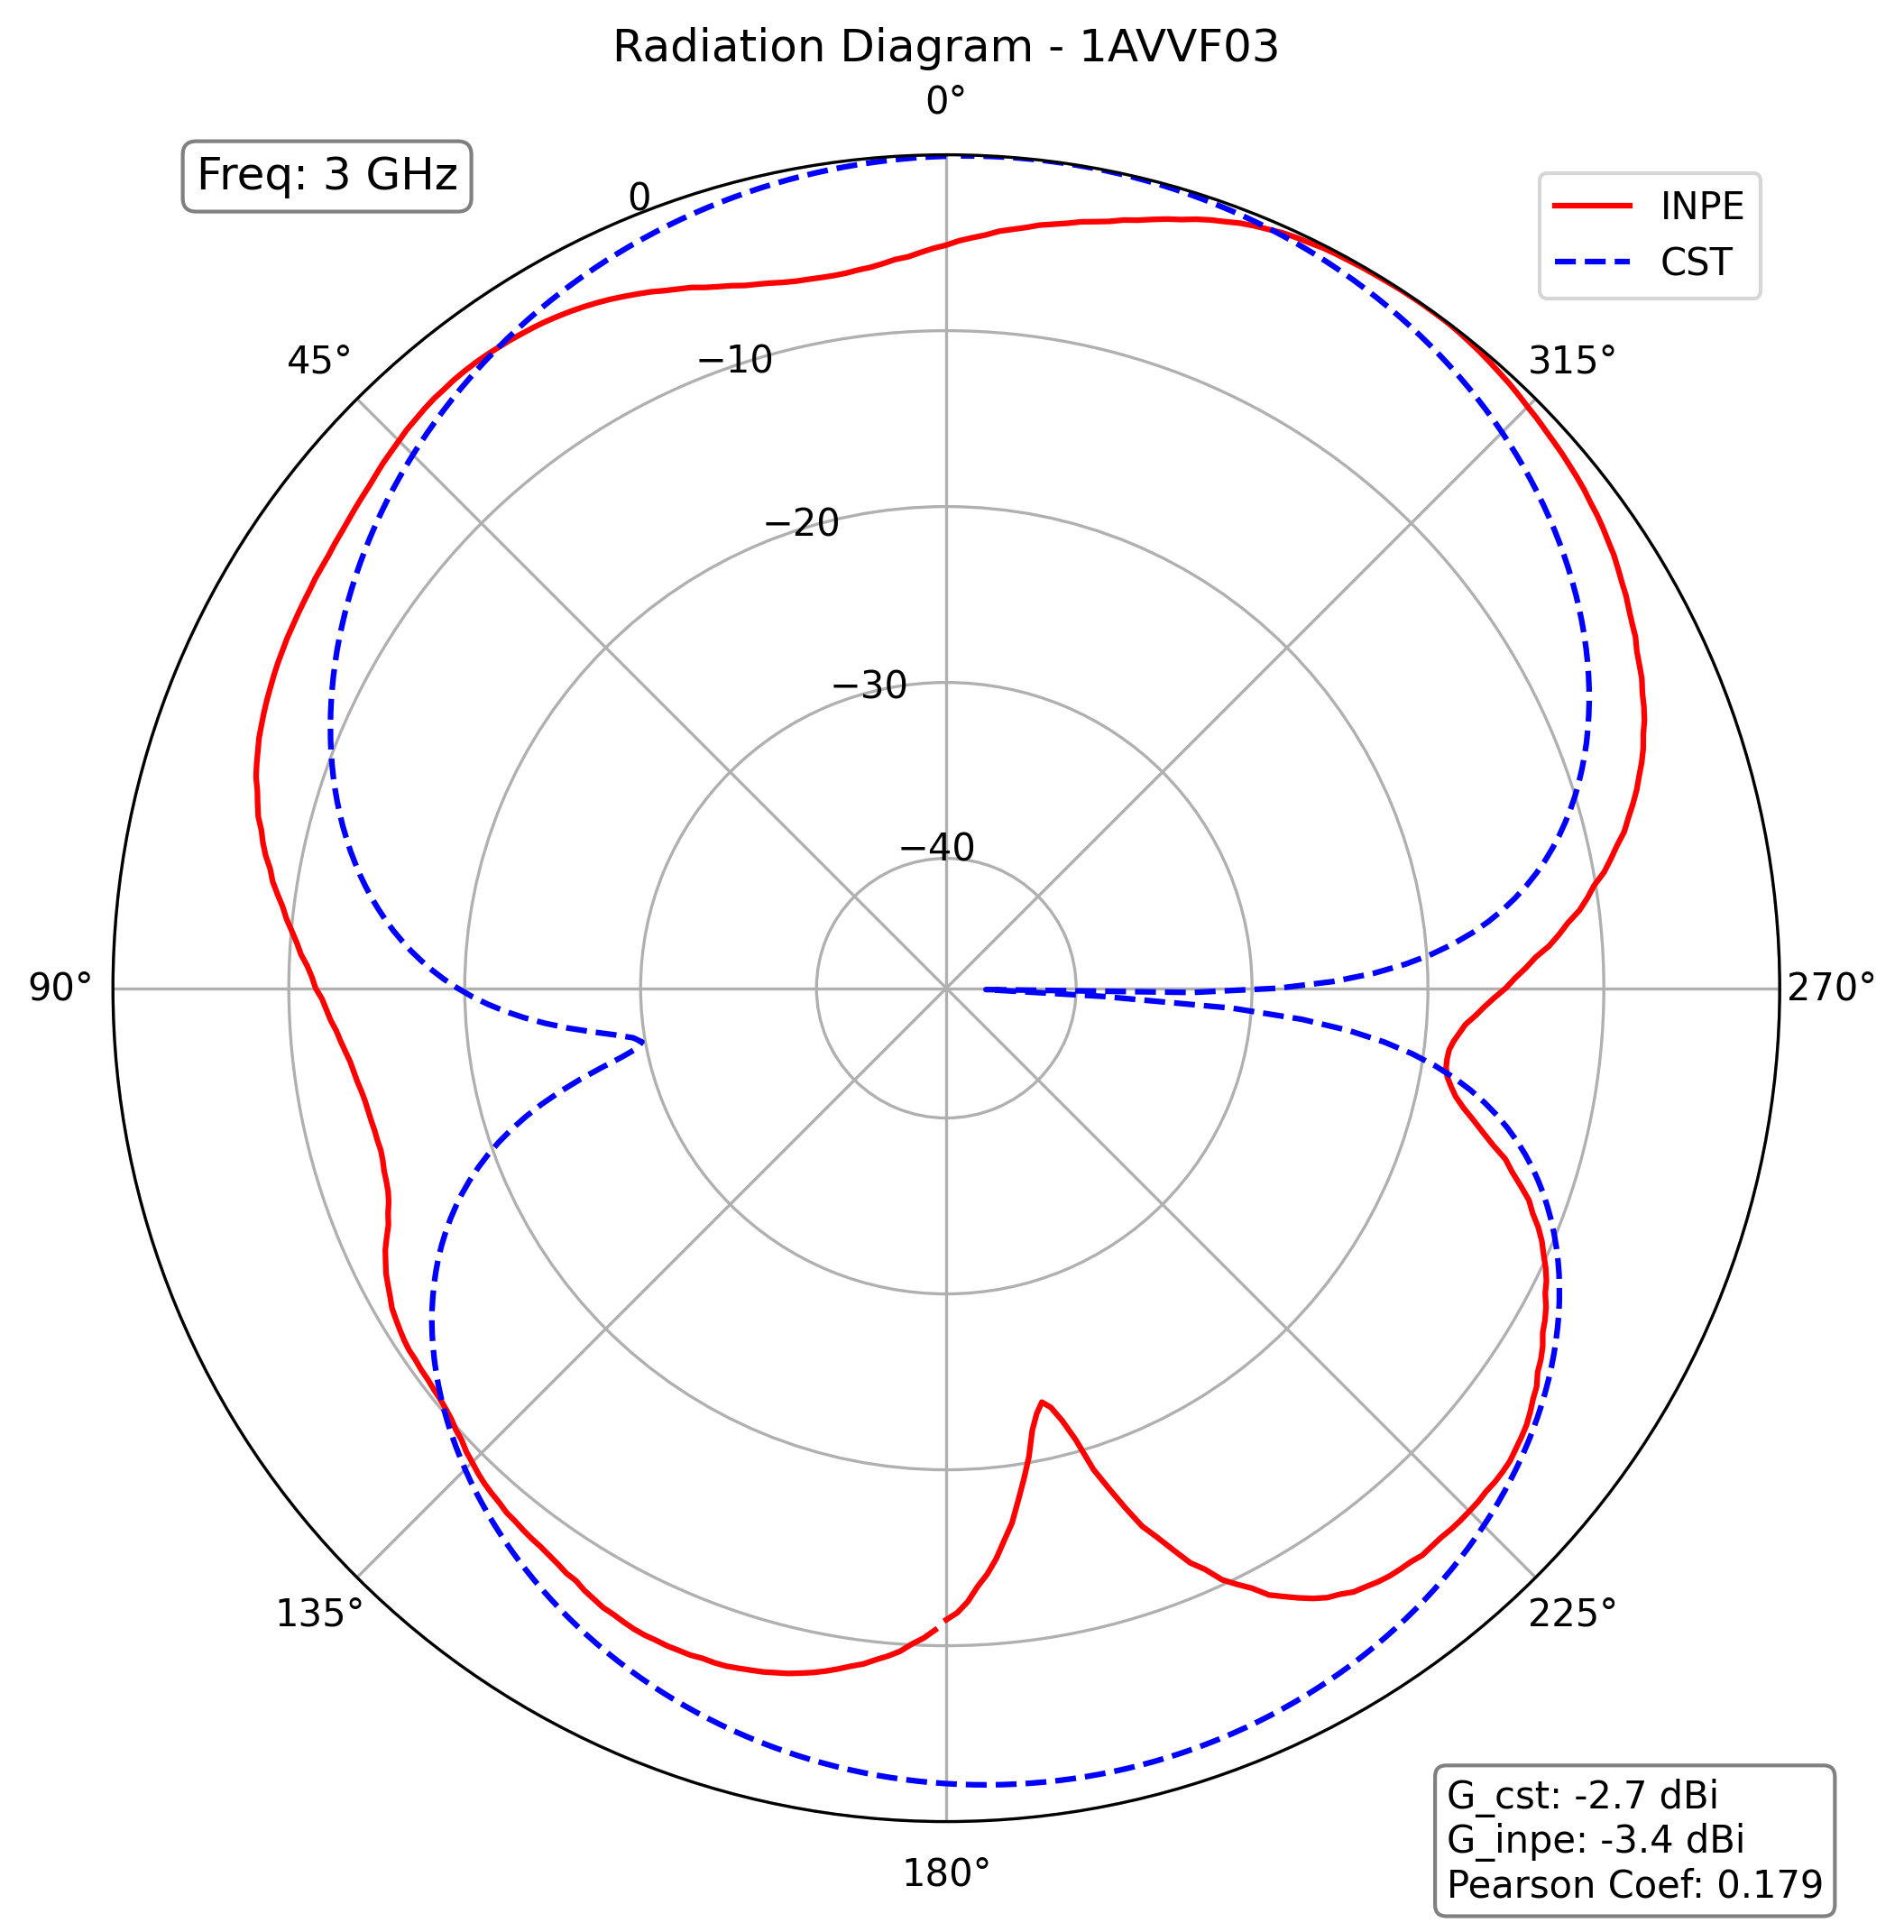 Radiation Diagram - 1AVVF03
0°
Freq: 3 GHz
0
INPE
CST
45°
−10
315°
−20
−30
−40
90°
270°
135°
225°
180°
G_cst: -2.7 dBi
G_inpe: -3.4 dBi
Pearson Coef: 0.179